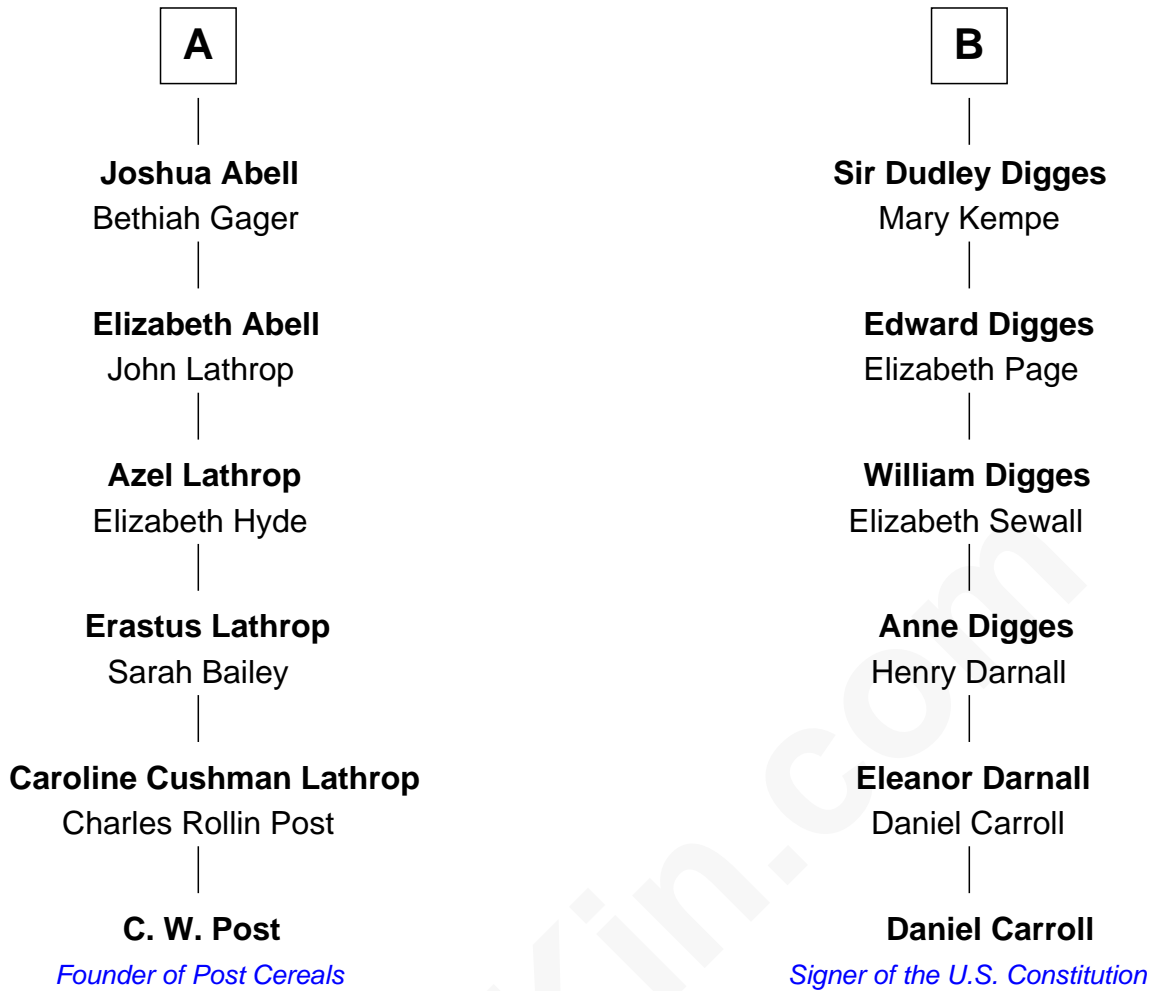 A
Joshua Abell
Bethiah Gager
Elizabeth Abell
John Lathrop
Azel Lathrop
Elizabeth Hyde
Erastus Lathrop
Sarah Bailey
Caroline Cushman Lathrop
Charles Rollin Post
C. W. Post
Founder of Post Cereals
B
Sir Dudley Digges
Mary Kempe
Edward Digges
Elizabeth Page
William Digges
Elizabeth Sewall
Anne Digges
Henry Darnall
Eleanor Darnall
Daniel Carroll
Daniel Carroll
Signer of the U.S. Constitution